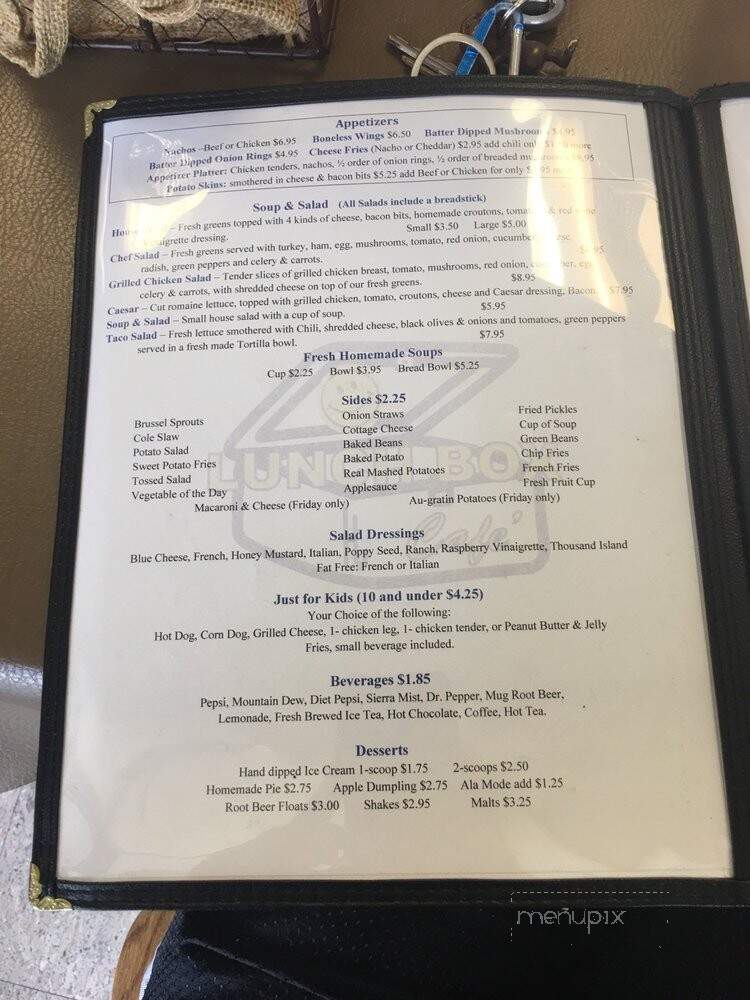 Appetizers
Nachos –Beef or Chicken $6.95 Boneless Wings $6.50 Batter Dipped Mushroom
Batter Dipped Onion Rings $4.95 Cheese Fries (Nacho or Cheddar) $2.95 add chili only more
Appetizer Platter: Chicken tenders, nachos, ½ order of onion rings, ½ order of breaded
Potato Skins: smothered in cheese & bacon bits $5.25 add Beef or Chicken for only
Soup & Salad (All Salads include a breadstick)
– Fresh greens topped with 4 kinds of cheese, bacon bits, homemade croutons, & red
dressing. Small $3.50 Large $5.00
Chef Salad – Fresh greens served with turkey, ham, egg, mushrooms, tomato, red onion,
radish, green peppers and celery & carrots.
Grilled Chicken Salad – Tender slices of grilled chicken breast, tomato, mushrooms, red onion,
celery & carrots, with shredded cheese on top of our fresh greens. $8.95
Caesar – Cut romaine lettuce, topped with grilled chicken, tomato, croutons, cheese and Caesar dressing, Bacon $7.95
Soup & Salad – Small house salad with a cup of soup. $5.95
Taco Salad – Fresh lettuce smothered with Chili, shredded cheese, black olives & onions and tomatoes, green peppers
served in a fresh made Tortilla bowl. $7.95
Fresh Homemade Soups
Cup $2.25 Bowl $3.95 Bread Bowl $5.25
Sides $2.25
Brussel Sprouts Onion Straws Fried Pickles
Cole Slaw Cottage Cheese Cup of Soup
Potato Salad Baked Beans Green Beans
Sweet Potato Fries Baked Potato Chip Fries
Tossed Salad Real Mashed Potatoes French Fries
Vegetable of the Day Applesauce Fresh Fruit Cup
Macaroni & Cheese (Friday only) Au-gratin Potatoes (Friday only)
LUNCH BO
Café
Salad Dressings
Blue Cheese, French, Honey Mustard, Italian, Poppy Seed, Ranch, Raspberry Vinaigrette, Thousand Island
Fat Free: French or Italian
Just for Kids (10 and under $4.25)
Your Choice of the following:
Hot Dog, Corn Dog, Grilled Cheese, 1- chicken leg, 1- chicken tender, or Peanut Butter & Jelly
Fries, small beverage included.
Beverages $1.85
Pepsi, Mountain Dew, Diet Pepsi, Sierra Mist, Dr. Pepper, Mug Root Beer,
Lemonade, Fresh Brewed Ice Tea, Hot Chocolate, Coffee, Hot Tea.
Desserts
Hand dipped Ice Cream 1-scoop $1.75 2-scoops $2.50
Homemade Pie $2.75 Apple Dumpling $2.75 Ala Mode add $1.25
Root Beer Floats $3.00 Shakes $2.95 Malts $3.25
menupix